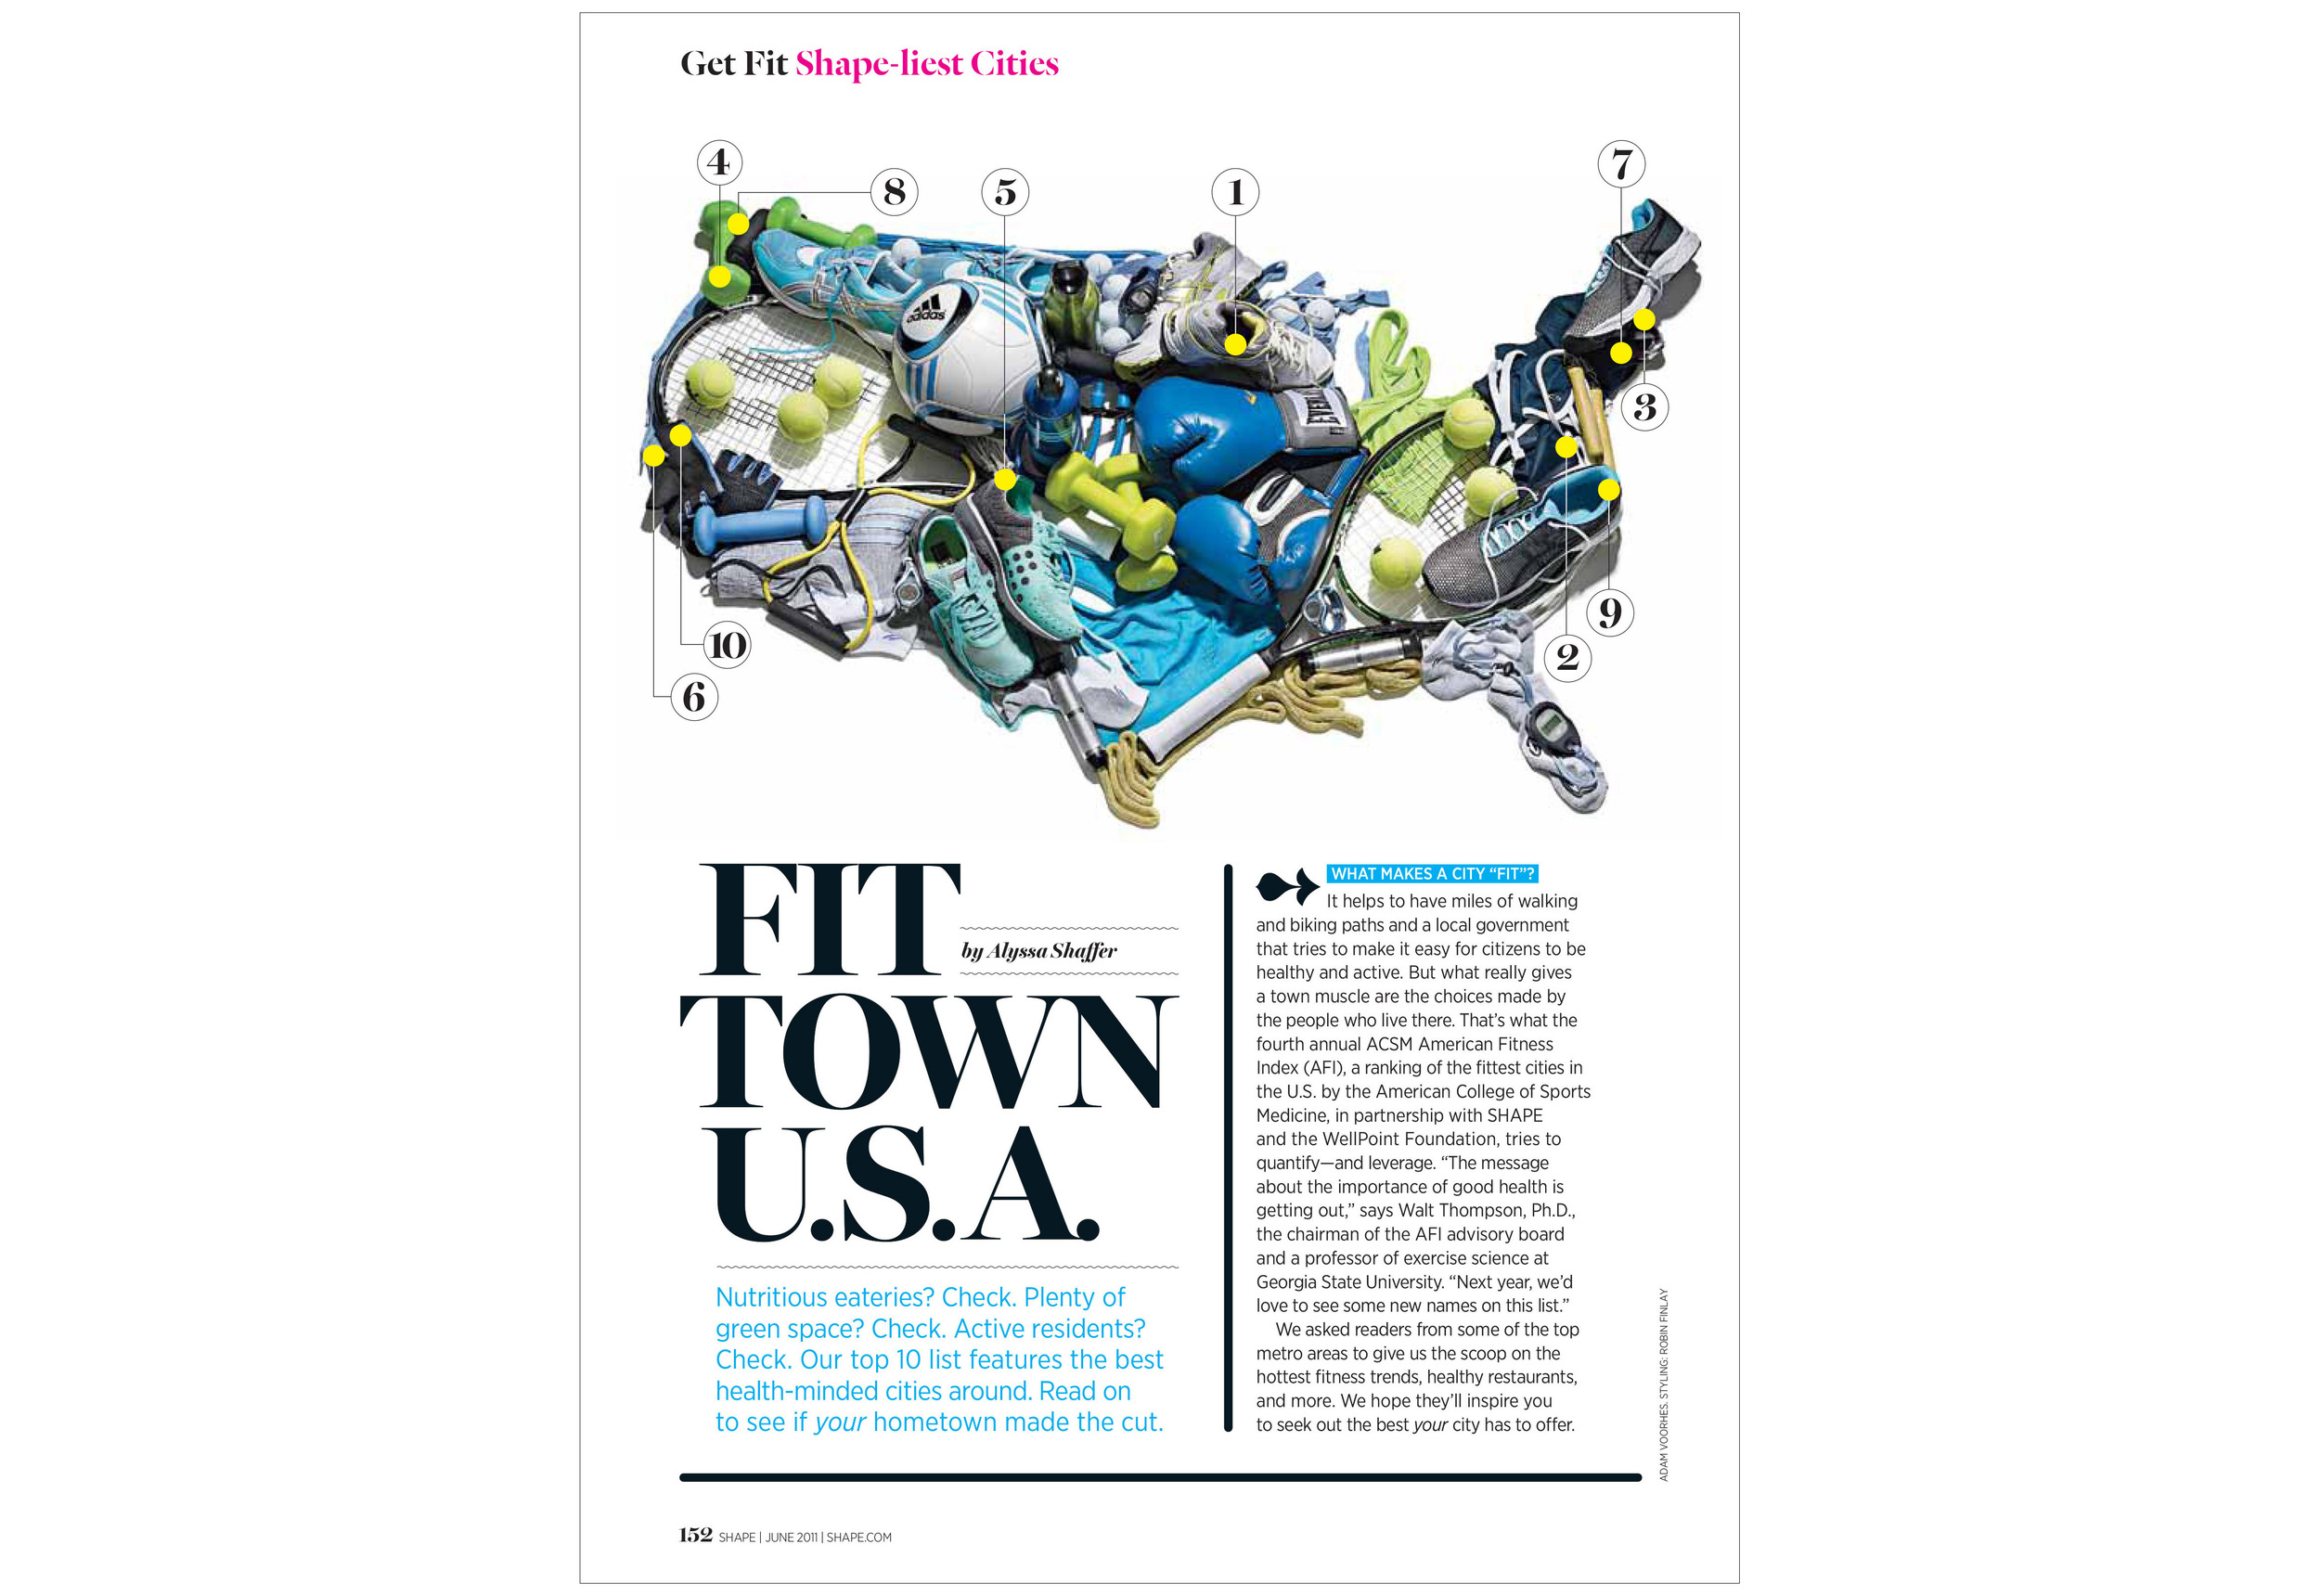 Get Fit Shape-liest Cities
4
8
5
1
7
adidas
3
10
6
9
2
FIT
by Alyssa Shaffer
TOWN
U.S.A.
Nutritious eateries? Check. Plenty of
green space? Check. Active residents?
Check. Our top 10 list features the best
health-minded cities around. Read on
to see if your hometown made the cut.
WHAT MAKES A CITY “FIT”?
It helps to have miles of walking
and biking paths and a local government
that tries to make it easy for citizens to be
healthy and active. But what really gives
a town muscle are the choices made by
the people who live there. That’s what the
fourth annual ACSM American Fitness
Index (AFI), a ranking of the fittest cities in
the U.S. by the American College of Sports
Medicine, in partnership with SHAPE
and the WellPoint Foundation, tries to
quantify—and leverage. “The message
about the importance of good health is
getting out,” says Walt Thompson, Ph.D.,
the chairman of the AFI advisory board
and a professor of exercise science at
Georgia State University. “Next year, we’d
love to see some new names on this list.”
We asked readers from some of the top
metro areas to give us the scoop on the
hottest fitness trends, healthy restaurants,
and more. We hope they’ll inspire you
to seek out the best your city has to offer.
ADAM VOORHES. STYLING: ROBIN FINLAY
152 SHAPE | JUNE 2011 | SHAPE.COM